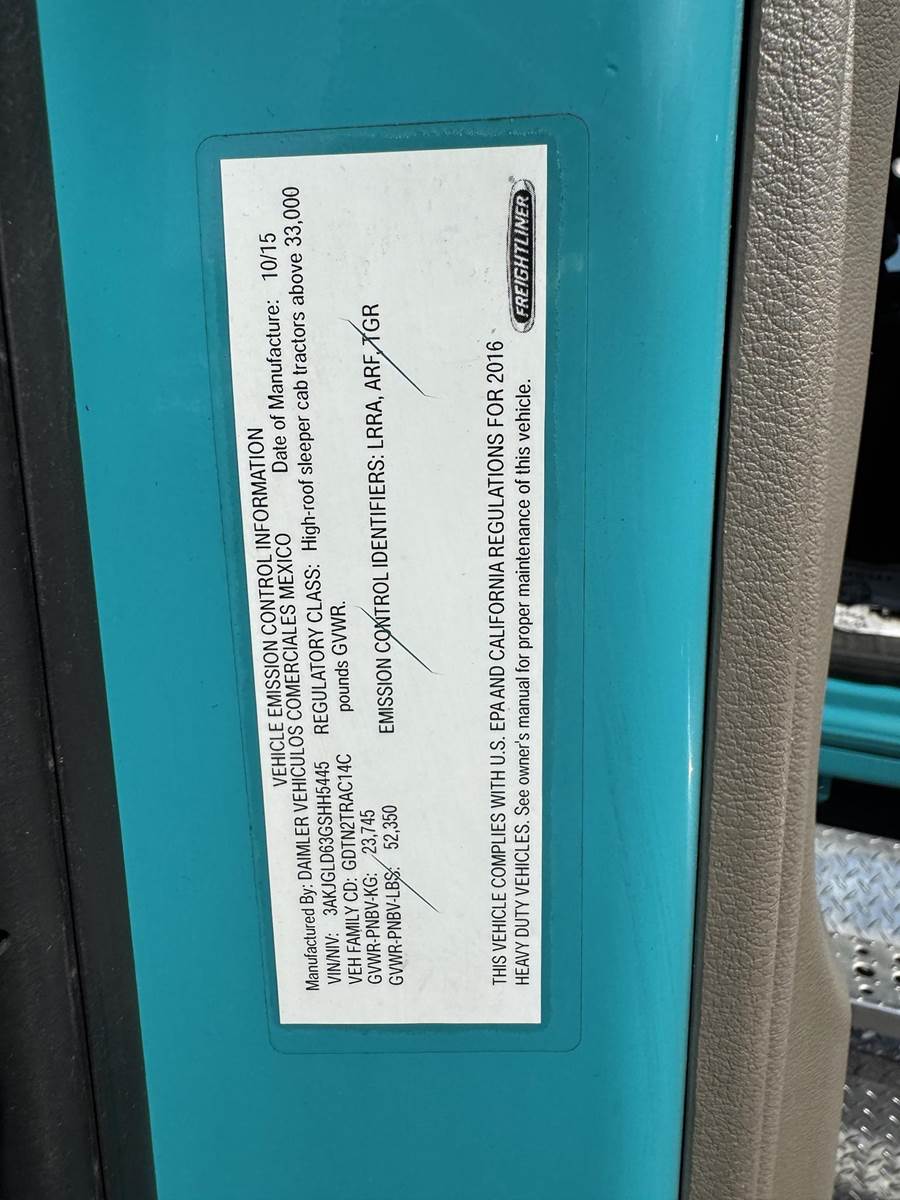 VEHICLE EMISSION CONTROL INFORMATION
Manufactured By: DAIMLER VEHICULOS COMERCIALES MEXICO Date of Manufacture: 10/15
VIN/NIV: 3AKJGLD63GSHH5445 REGULATORY CLASS: High-roof sleeper cab tractors above 33,000
VEH FAMILY CD: GDTN2TRAC14C pounds GVWR.
GVWR-PNBV-KG: 23,745
GVWR-PNBV-LBS: 52,350 EMISSION CONTROL IDENTIFIERS: LRRA, ARF, TGR
THIS VEHICLE COMPLIES WITH U.S. EPA AND CALIFORNIA REGULATIONS FOR 2016
HEAVY DUTY VEHICLES. See owner's manual for proper maintenance of this vehicle.
FREIGHTLINER®